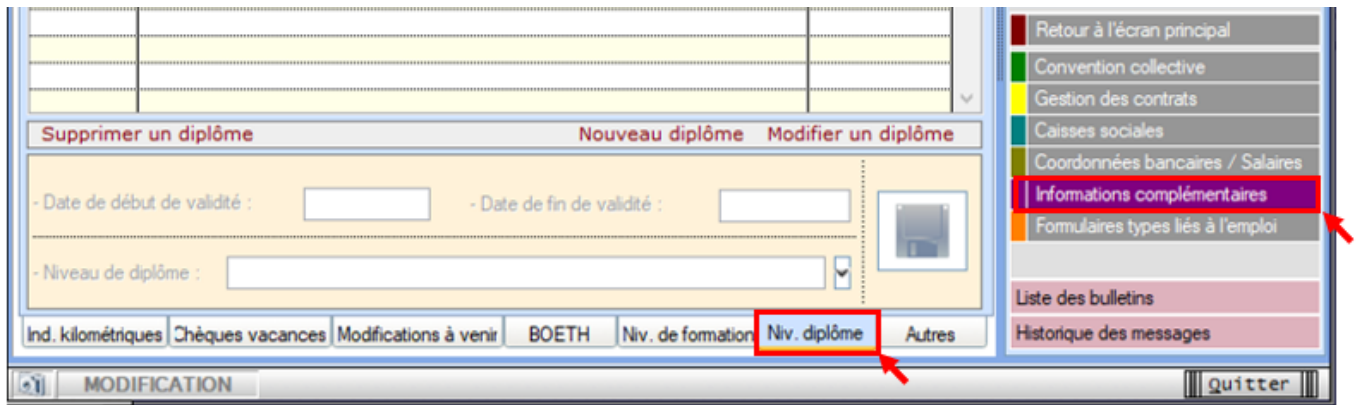 Supprimer un diplôme Nouveau diplôme Modifier un diplôme
- Date de début de validité : - Date de fin de validité :
- Niveau de diplôme :
Ind. kilométriques Chèques vacances Modifications à venir BOETH Niv. de formation Niv. diplôme Autres
Retour à l'écran principal
Convention collective
Gestion des contrats
Caisses sociales
Coordonnées bancaires / Salaires
Informations complémentaires
Formulaires types liés à l'emploi
Liste des bulletins
Historique des messages
MODIFICATION Quitter